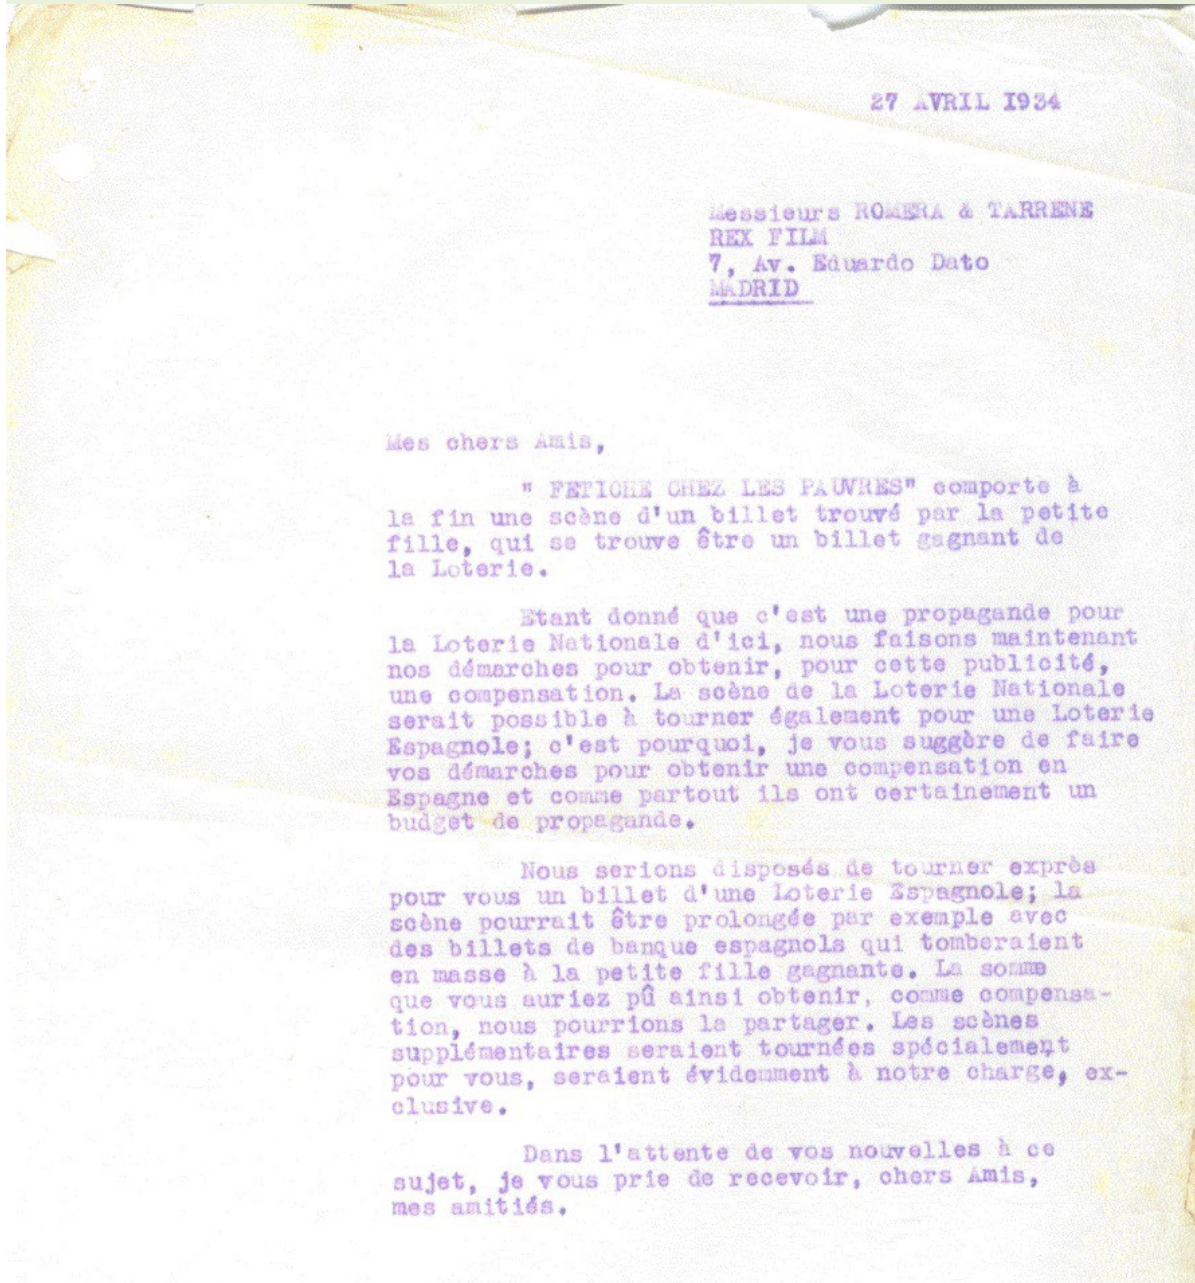 27 AVRIL I934
Messieurs ROMERA & TARRENE
REX FILM
7, Av. Eduardo Dato
MADRID
Mes chers Amis,
" FETICHE CHEZ LES PAUVRES" comporte à
la fin une scène d'un billet trouvé par la petite
fille, qui se trouve être un billet gagnant de
la Loterie.
Etant donné que c'est une propagande pour
la Loterie Nationale d'ici, nous faisons maintenant
nos démarches pour obtenir, pour cette publicité,
une compensation. La scène de la Loterie Nationale
serait possible à tourner également pour une Loterie
Espagnole; c'est pourquoi, je vous suggère de faire
vos démarches pour obtenir une compensation en
Espagne et comme partout ils ont certainement un
budget de propagande.
Nous serions disposés de tourner exprès
pour vous un billet d'une Loterie Espagnole; la
scène pourrait être prolongée par exemple avec
des billets de banque espagnols qui tomberaient
en masse à la petite fille gagnante. La somme
que vous auriez pû ainsi obtenir, comme compensa-
tion, nous pourrions la partager. Les scènes
supplémentaires seraient tournées spécialement
pour vous, seraient évidemment à notre charge, ex-
clusive.
Dans l'attente de vos nouvelles à ce
sujet, je vous prie de recevoir, chers Amis,
mes amitiés.